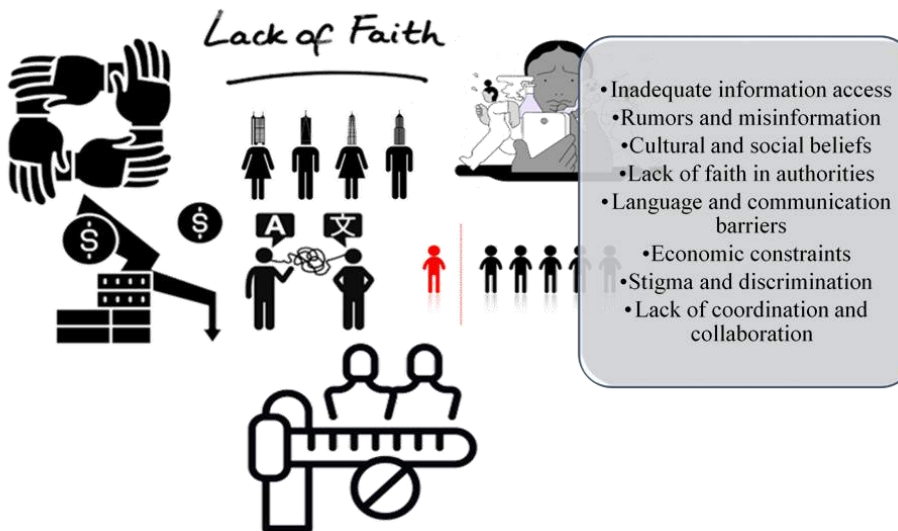 Lack of Faith
$
$
A
文
•Inadequate information access
•Rumors and misinformation
•Cultural and social beliefs
•Lack of faith in authorities
•Language and communication
barriers
•Economic constraints
•Stigma and discrimination
•Lack of coordination and
collaboration